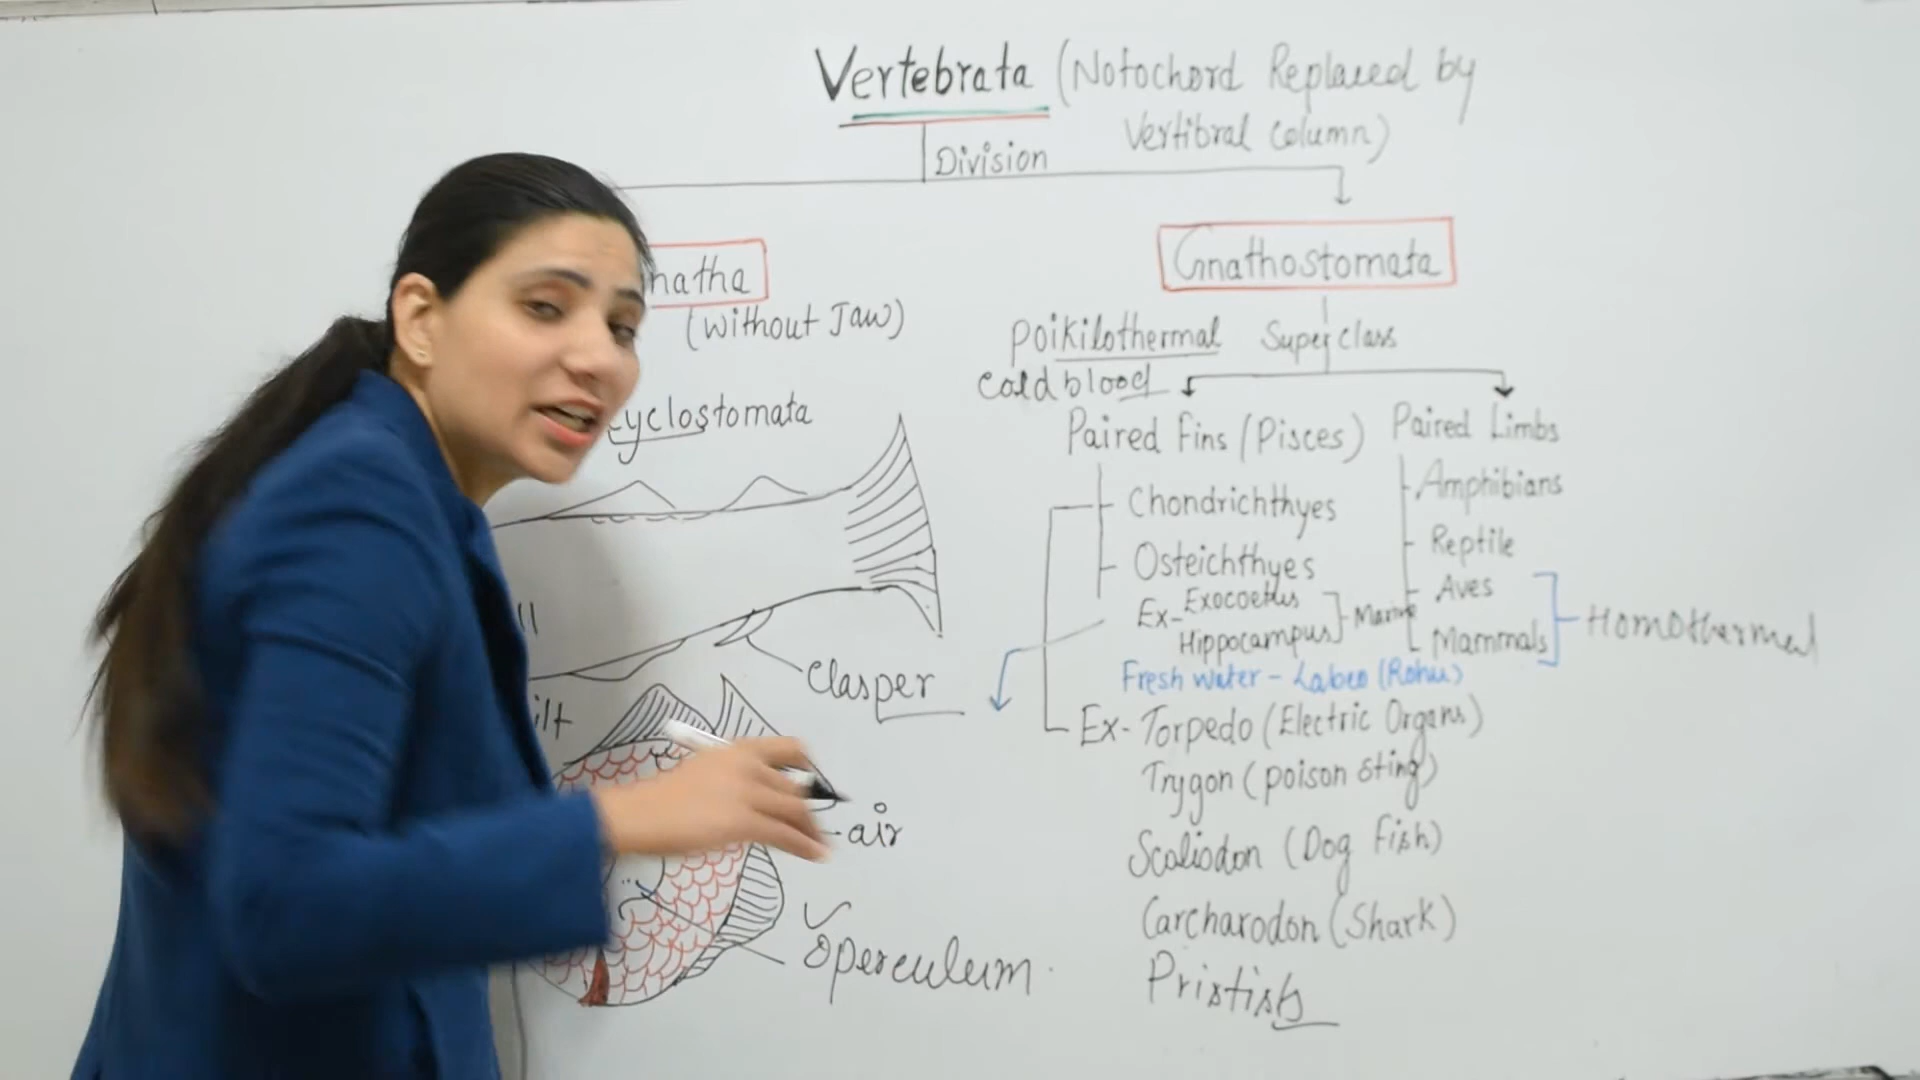 Vertebrata (Notochord Replaced by
Vertibral Column)
Division
natha
(without Jaw)
Gnathostomata
Poikilothermal
Cold blood
Super class
yclostomata
Paired Fins (Pisces)
Paired Limbs
Chondrichthyes
Osteichthyes
Ex- Exocoetus
Hippocampus
Marine
Amphibians
Reptile
Aves
Mammals
Homothermal
Fresh water - Labeo (Rohu)
Clasper
ilt
Ex- Torpedo (Electric Organs)
Trygon (poison sting)
air
Scoliodon (Dog Fish)
Operculum
Carcharodon (Shark)
Pristis